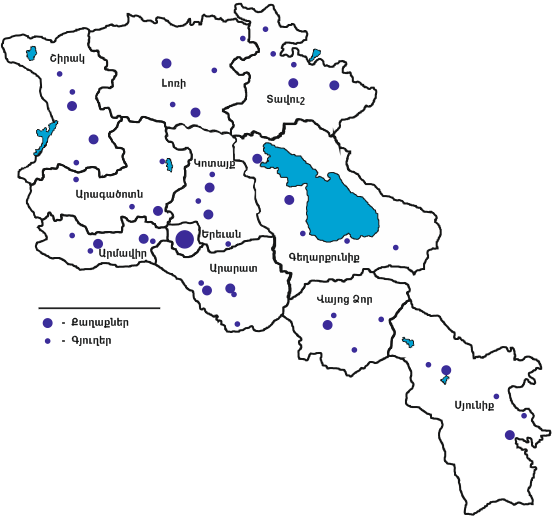 Շիրակ
Լոռի
Տավուշ
Կոտայք
Արագածոտն
Երեւան
Արմավիր
Գեղարքունիք
Արարատ
Վայոց Ձոր
Սյունիք
- Քաղաքներ
- Գյուղեր